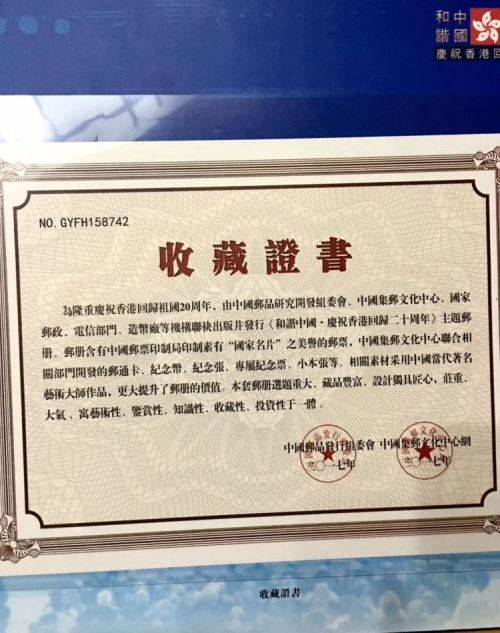 和中
諧國
慶祝香港回
NO. GYFH158742
收藏證書
為隆重慶祝香港回歸祖國20周年，由中國郵品研究開發組委會、中國集郵文化中心、國家
郵政、電信部門、造幣廠等機構聯袂出版并發行《和諧中國·慶祝香港回歸二十周年》主題郵
册。郵册含有中國郵票印制局印制素有“國家名片”之美譽的郵票，中國集郵文化中心聯合相
關部門開發的郵通卡、紀念幣、紀念張、專屬紀念票、小本張等，相關素材采用中國當代著名
藝術大師作品，更大提升了郵册的價值。本套郵册選題重大、藏品豐富、設計獨具匠心，莊重、
大氣、寓藝術性、鑒賞性、知識性、收藏性、投資性于一體。
中國郵品發行組委會 中國集郵文化中心網
二〇一七年 二〇一七年
收藏證書